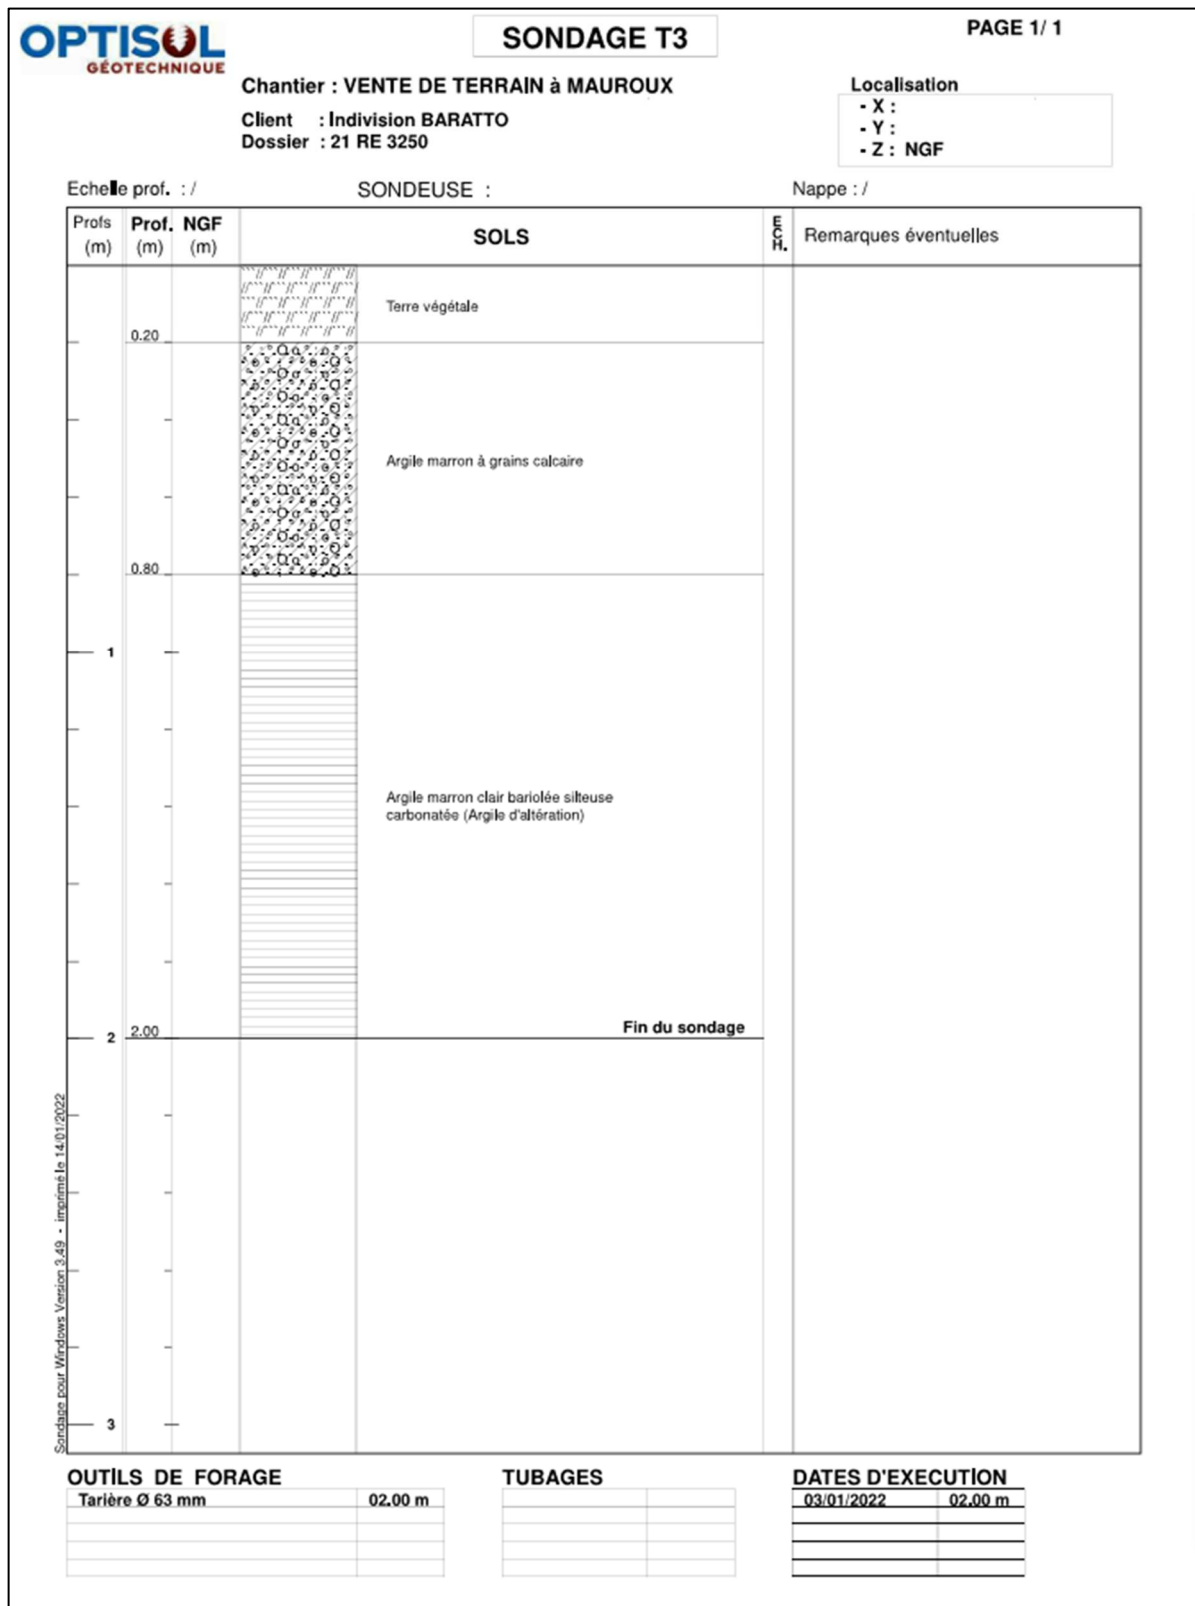 OPTISOL
GÉOTECHNIQUE
SONDAGE T3
PAGE 1/ 1
Chantier : VENTE DE TERRAIN à MAUROUX
Client : Indivision BARATTO
Dossier : 21 RE 3250
Localisation
- X :
- Y :
- Z : NGF
Echelle prof. : /
SONDEUSE :
Nappe : /
Profs (m)
Prof. (m)
NGF (m)
SOLS
ECH.
Remarques éventuelles
Terre végétale
0.20
Argile marron à grains calcaire
0.80
1
Argile marron clair bariolée silteuse
carbonatée (Argile d'altération)
Fin du sondage
2
2.00
3
Sondage pour Windows Version 3.49 - imprimé le 14/01/2022
OUTILS DE FORAGE
Tarière Ø 63 mm 02.00 m
TUBAGES
DATES D'EXECUTION
03/01/2022 02.00 m